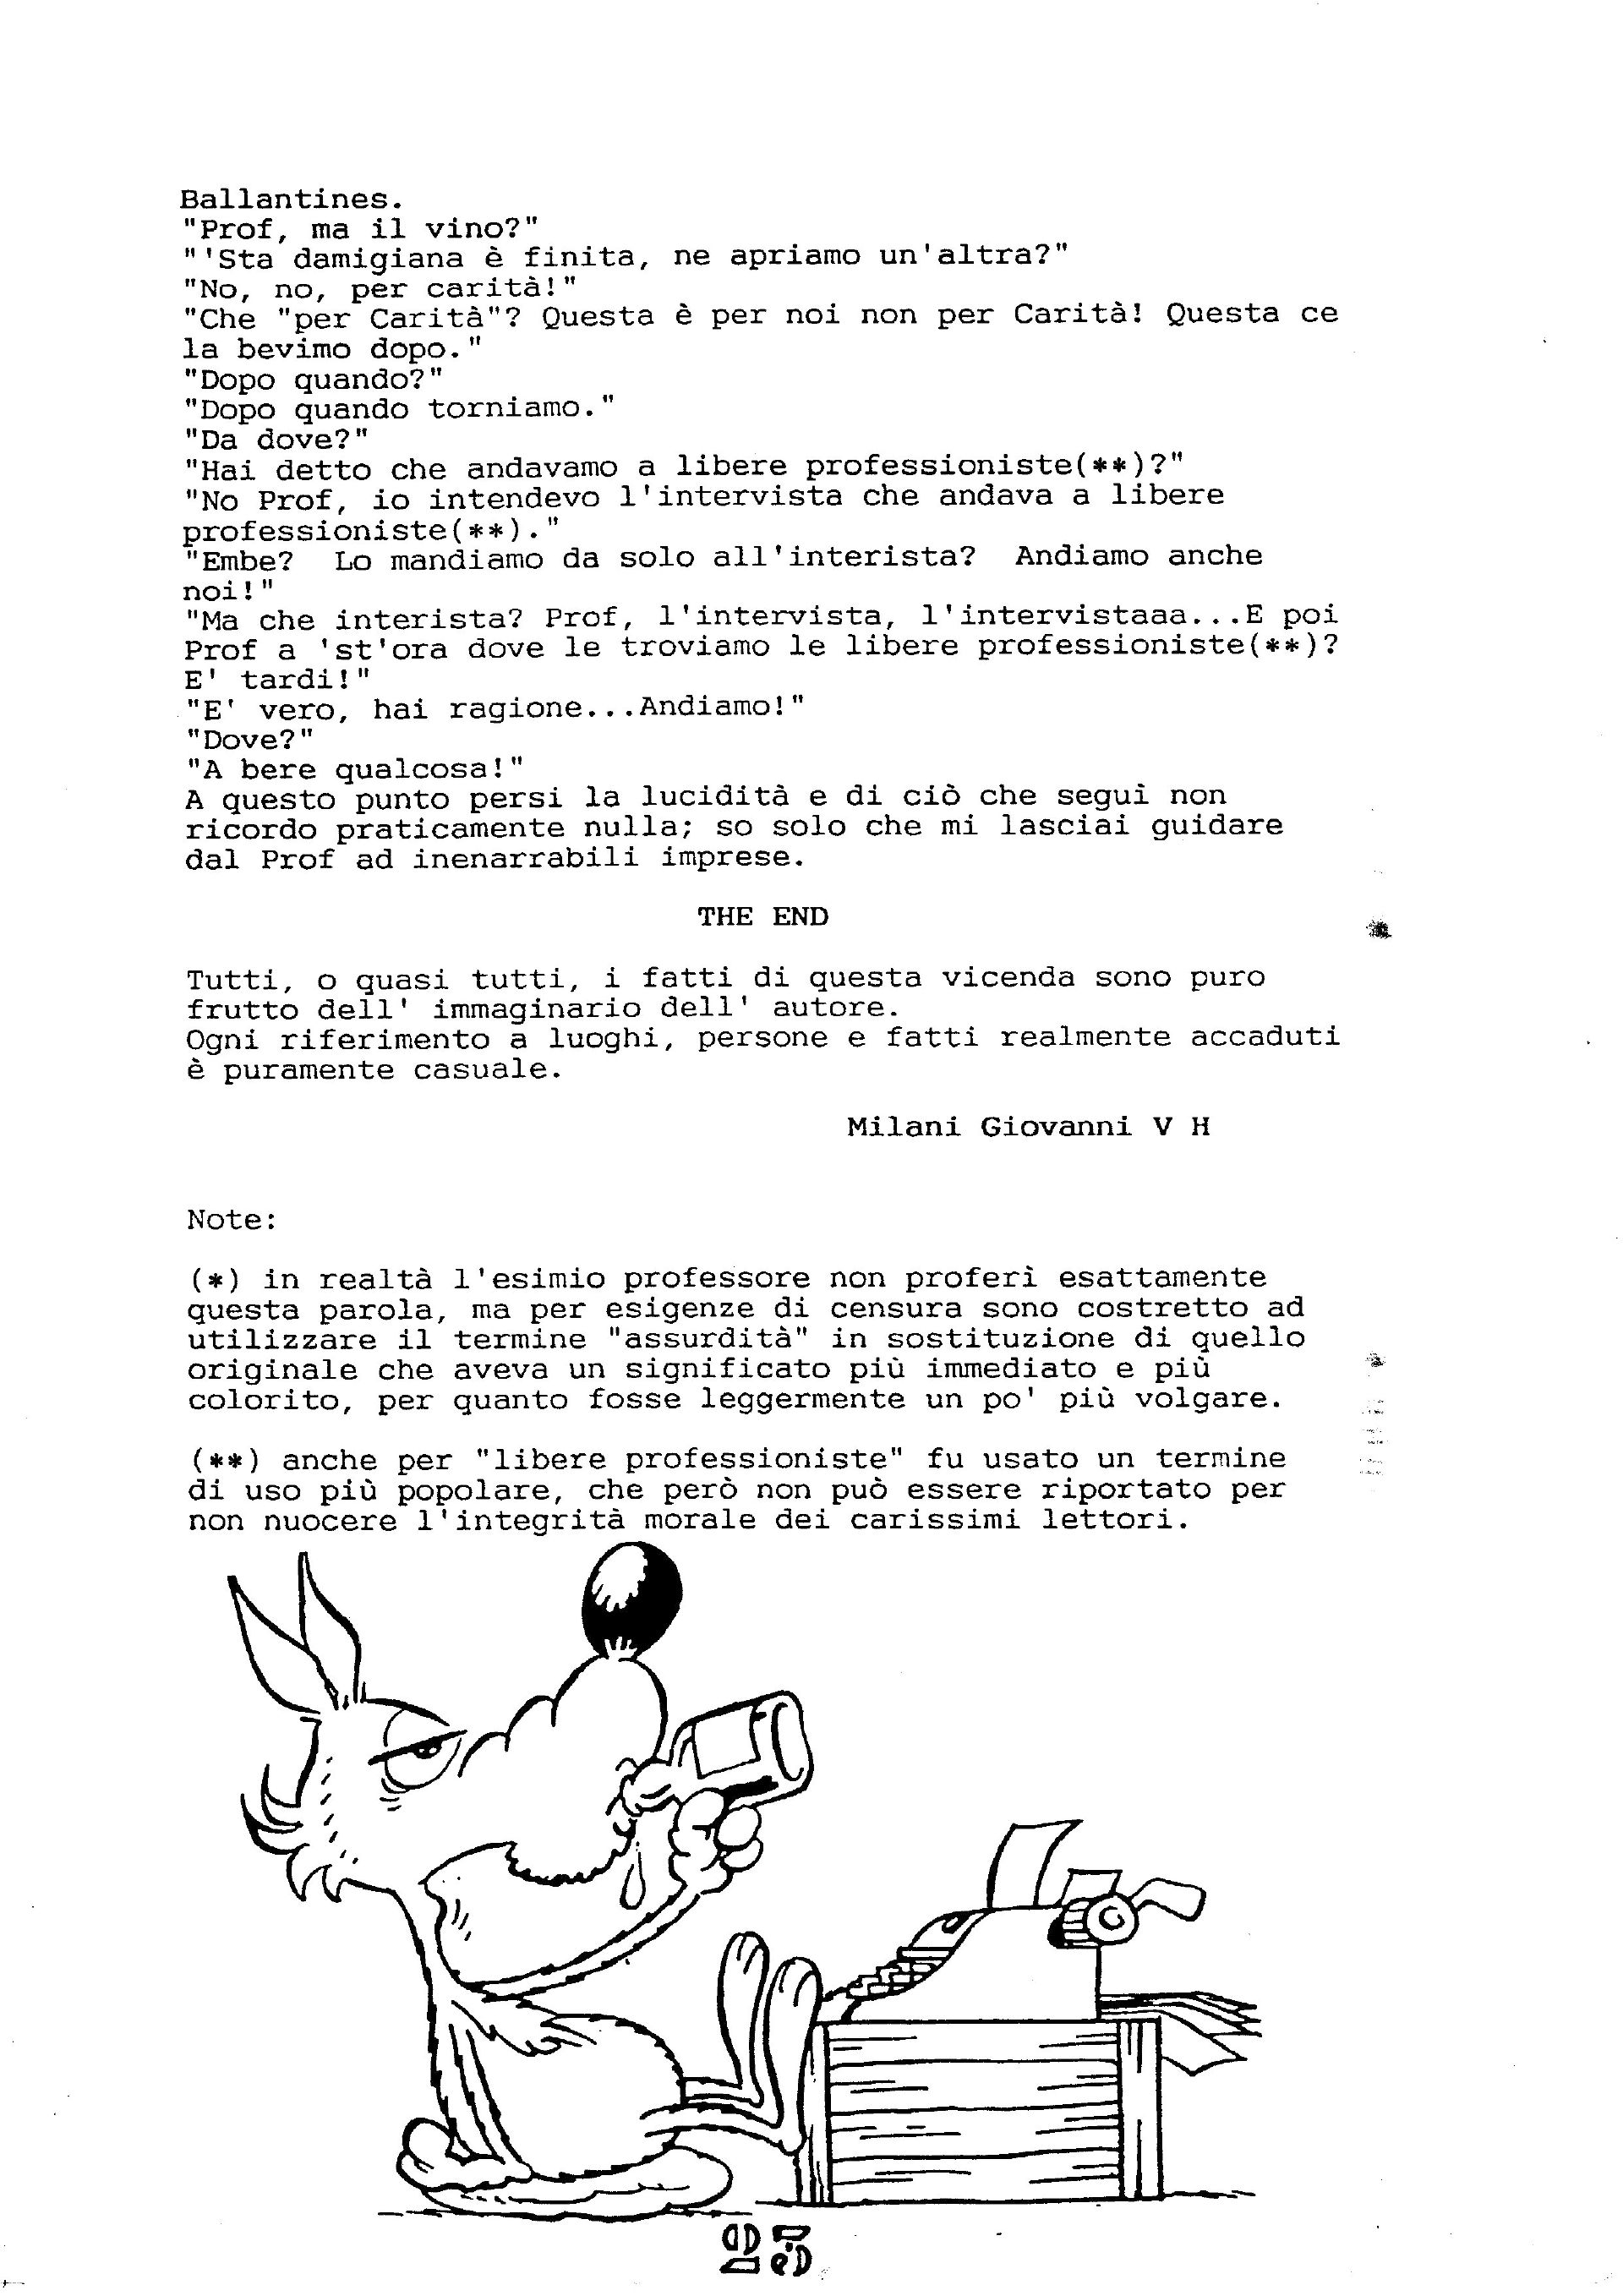 Ballantines.
"Prof, ma il vino?"
"'Sta damigiana è finita, ne apriamo un'altra?"
"No, no, per carità!"
"Che "per Carità"? Questa è per noi non per Carità! Questa ce
la bevimo dopo."
"Dopo quando?"
"Dopo quando torniamo."
"Da dove?"
"Hai detto che andavamo a libere professioniste(**)?"
"No Prof, io intendevo l'intervista che andava a libere
professioniste(**)."
"Embe?  Lo mandiamo da solo all'interista?  Andiamo anche
noi!"
"Ma che interista? Prof, l'intervista, l'intervistaaa...E poi
Prof a 'st'ora dove le troviamo le libere professioniste(**)?
E' tardi!"
"E' vero, hai ragione...Andiamo!"
"Dove?"
"A bere qualcosa!"
A questo punto persi la lucidità e di ciò che seguì non
ricordo praticamente nulla; so solo che mi lasciai guidare
dal Prof ad inenarrabili imprese.
THE END
Tutti, o quasi tutti, i fatti di questa vicenda sono puro
frutto dell' immaginario dell' autore.
Ogni riferimento a luoghi, persone e fatti realmente accaduti
è puramente casuale.
Milani Giovanni V H
Note:
(*) in realtà l'esimio professore non proferì esattamente
questa parola, ma per esigenze di censura sono costretto ad
utilizzare il termine "assurdità" in sostituzione di quello
originale che aveva un significato più immediato e più
colorito, per quanto fosse leggermente un po' più volgare.
(**) anche per "libere professioniste" fu usato un termine
di uso più popolare, che però non può essere riportato per
non nuocere l'integrità morale dei carissimi lettori.
23